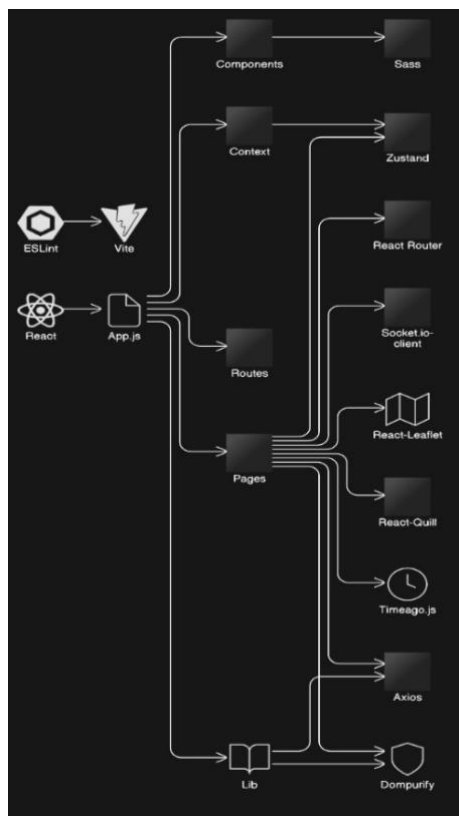 Components
Sass
Context
Zustand
ESLint
Vite
React Router
React
App.js
Socket.io-
client
Routes
React-Leaflet
Pages
React-Quill
Timeago.js
Axios
Lib
Dompurify